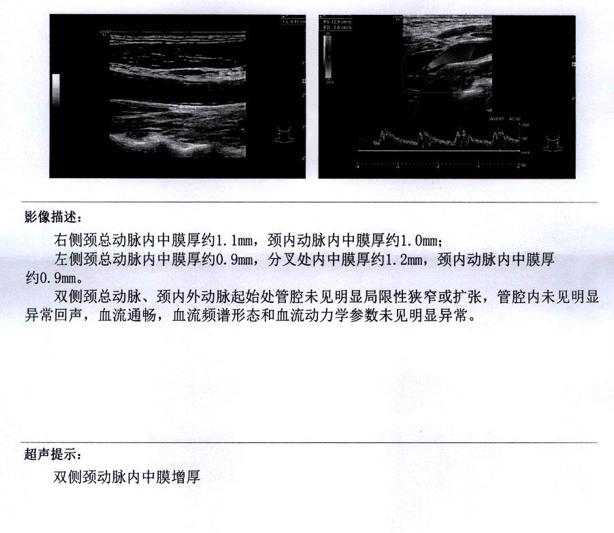 INVERT AC 60
影像描述：
右侧颈总动脉内中膜厚约1.1mm，颈内动脉内中膜厚约1.0mm；
左侧颈总动脉内中膜厚约0.9mm，分叉处内中膜厚约1.2mm，颈内动脉内中膜厚
约0.9mm。
双侧颈总动脉、颈内外动脉起始处管腔未见明显局限性狭窄或扩张，管腔内未见明显
异常回声，血流通畅，血流频谱形态和血流动力学参数未见明显异常。
超声提示：
双侧颈动脉内中膜增厚